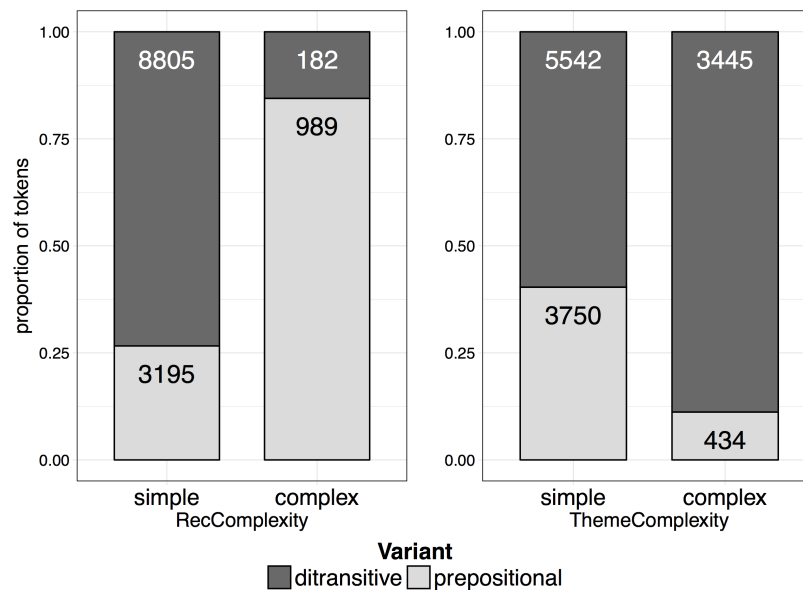 proportion of tokens
1.00
0.75
0.50
0.25
0.00
8805
3195
182
989
simple complex
RecComplexity
1.00
0.75
0.50
0.25
0.00
5542
3750
3445
434
simple complex
ThemeComplexity
Variant
ditransitive prepositional